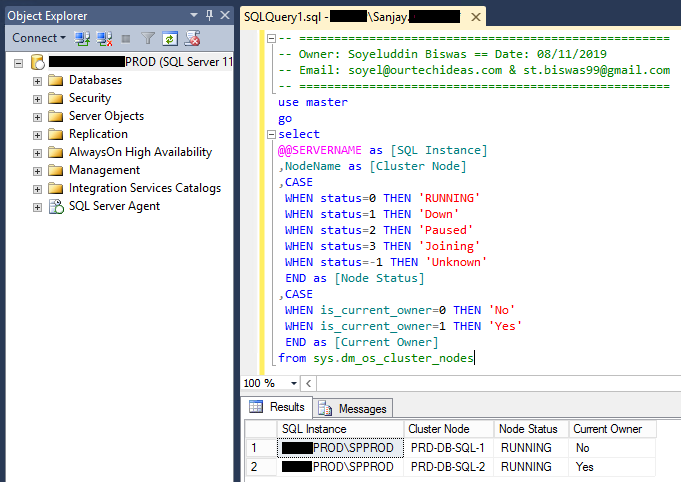 Object Explorer
Connect
PROD (SQL Server 11
Databases
Security
Server Objects
Replication
AlwaysOn High Availability
Management
Integration Services Catalogs
SQL Server Agent
SQLQuery1.sql - \Sanjay.
-- =================================================
-- Owner: Soyeluddin Biswas == Date: 08/11/2019
-- Email: soyel@ourtechideas.com & st.biswas99@gmail.com
-- =================================================
use master
go
select
@@SERVERNAME as [SQL Instance]
,NodeName as [Cluster Node]
,CASE
WHEN status=0 THEN 'RUNNING'
WHEN status=1 THEN 'Down'
WHEN status=2 THEN 'Paused'
WHEN status=3 THEN 'Joining'
WHEN status=-1 THEN 'Unknown'
END as [Node Status]
,CASE
WHEN is_current_owner=0 THEN 'No'
WHEN is_current_owner=1 THEN 'Yes'
END as [Current Owner]
from sys.dm_os_cluster_nodes
100 %
Results Messages
SQL Instance Cluster Node Node Status Current Owner
1 PROD\SPPROD PRD-DB-SQL-1 RUNNING No
2 PROD\SPPROD PRD-DB-SQL-2 RUNNING Yes